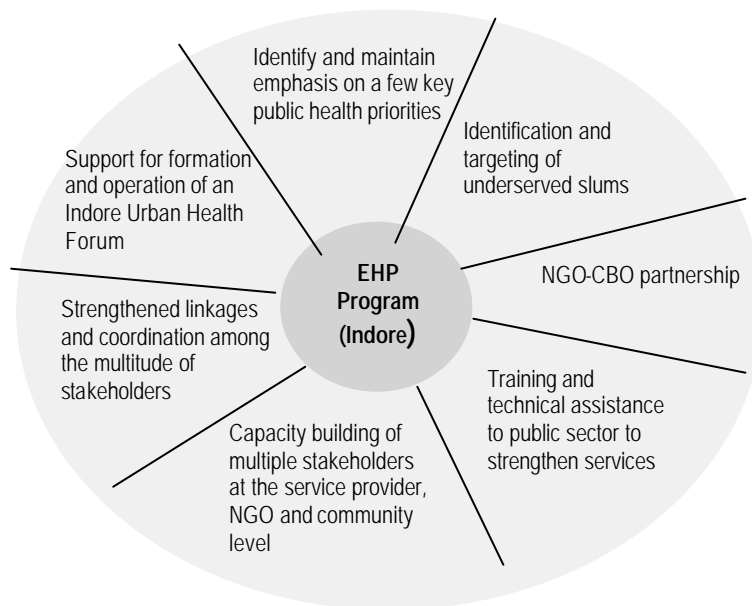 Identify and maintain
emphasis on a few key
public health priorities
Identification and
targeting of
underserved slums
NGO-CBO partnership
Training and
technical assistance
to public sector to
strengthen services
Capacity building of
multiple stakeholders
at the service provider,
NGO and community
level
Strengthened linkages
and coordination among
the multitude of
stakeholders
Support for formation
and operation of an
Indore Urban Health
Forum
EHP
Program
(Indore)